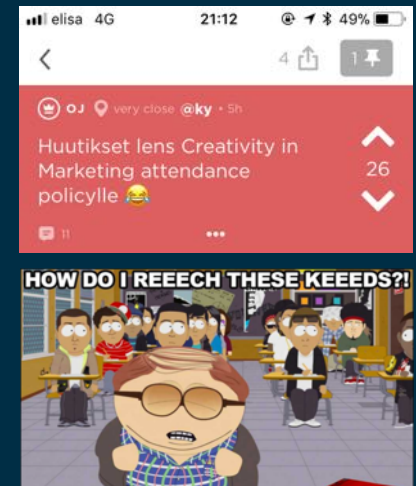 elisa 4G 21:12 49%
4 1
OJ very close @ky • 5h
Huutikset lens Creativity in
Marketing attendance
policylle 😂
26
11
HOW DO I REEECH THESE KEEEDS?!